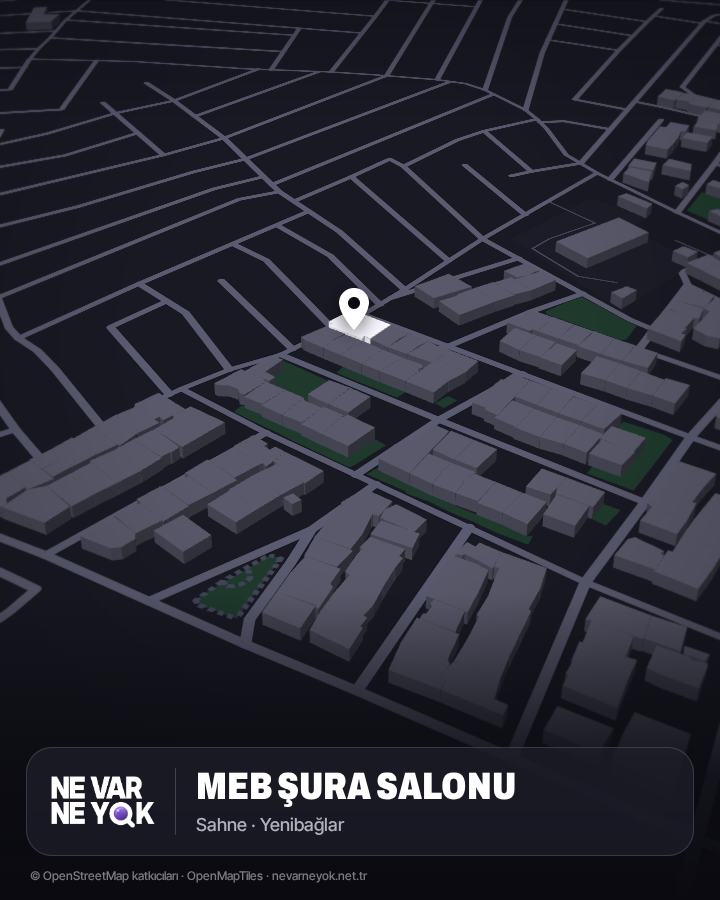 NE VAR
NE YOK
MEB ŞURA SALONU
Sahne · Yenibağlar
© OpenStreetMap katkıcıları · OpenMapTiles · nevarneyok.net.tr